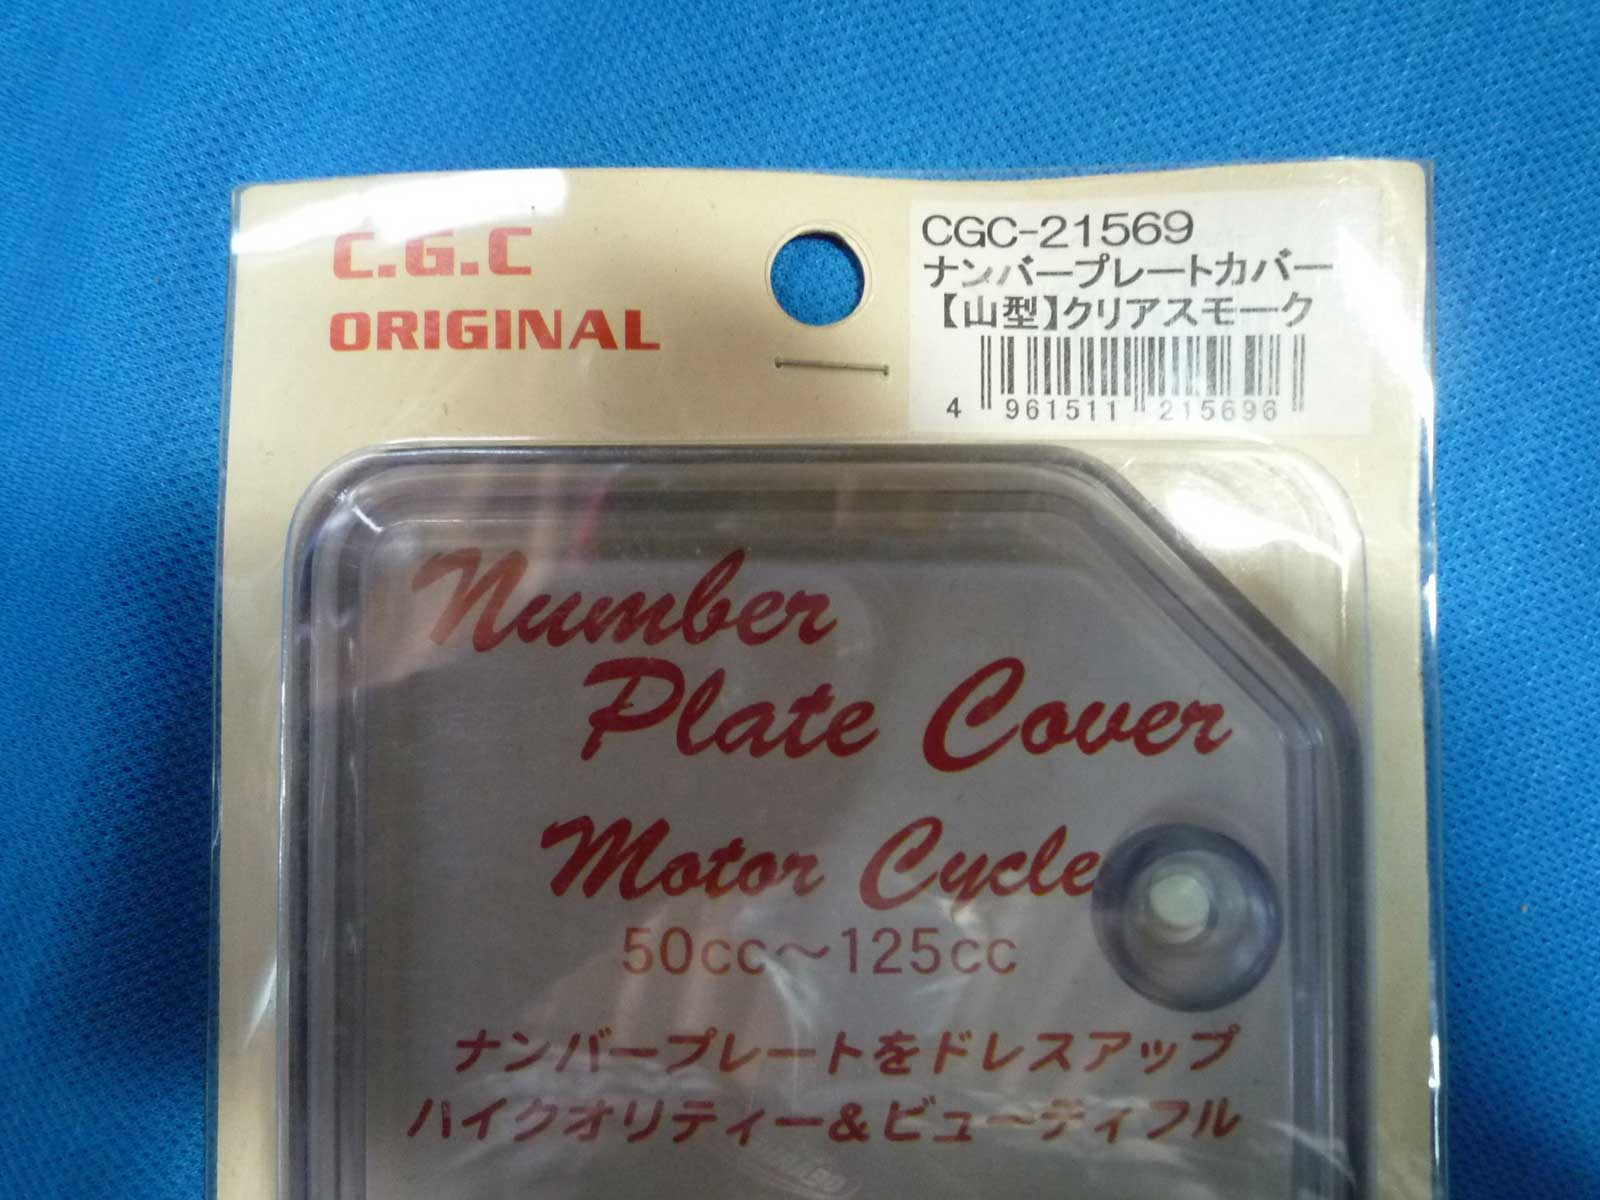 C.G.C
ORIGINAL
CGC-21569
ナンバープレートカバー
【山型】クリアスモーク
4 961511 215696
Number
Plate Cover
Motor Cycle
50cc～125cc
ナンバープレートをドレスアップ
ハイクオリティー&ビューティフル